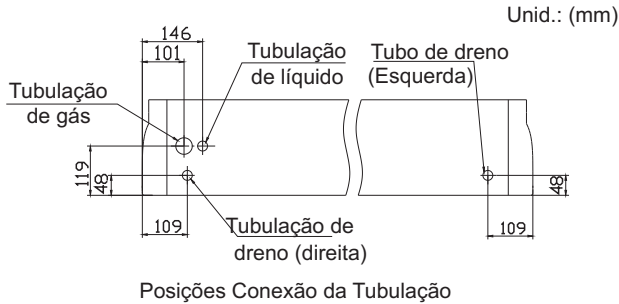 Unid.: (mm)
146
101
Tubulação
de líquido
Tubo de dreno
(Esquerda)
Tubulação
de gás
119
48
48
109
109
Tubulação de
dreno (direita)
Posições Conexão da Tubulação